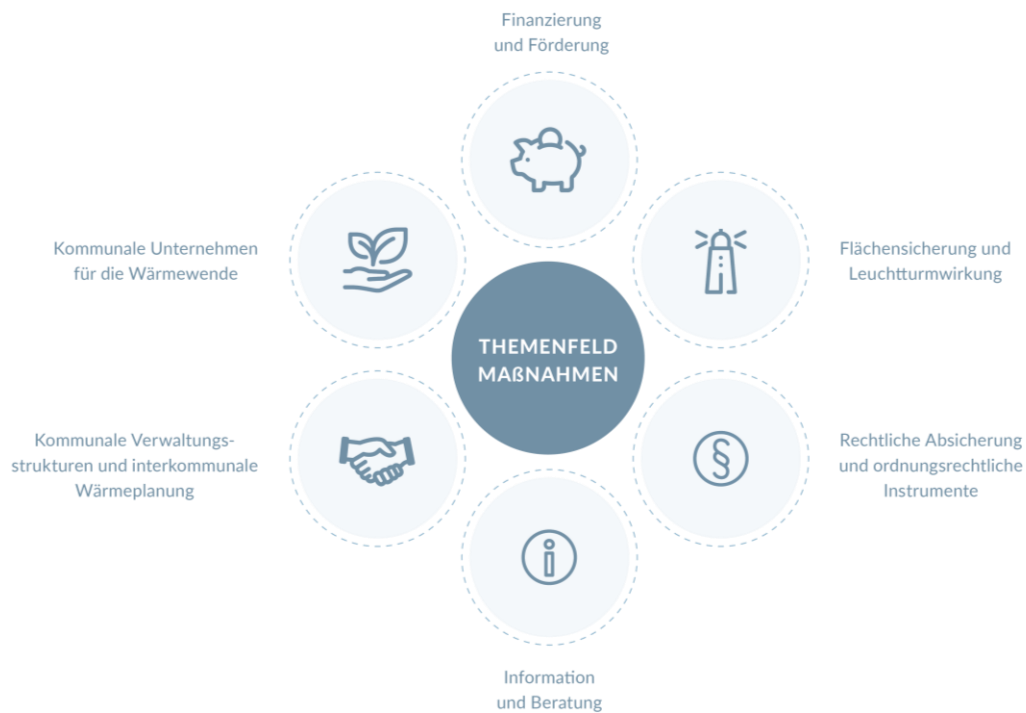 Finanzierung
und Förderung
Kommunale Unternehmen
für die Wärmewende
Flächensicherung und
Leuchtturmwirkung
THEMENFELD
MAßNAHMEN
Kommunale Verwaltungs-
strukturen und interkommunale
Wärmeplanung
Rechtliche Absicherung
und ordnungsrechtliche
Instrumente
§
i
Information
und Beratung